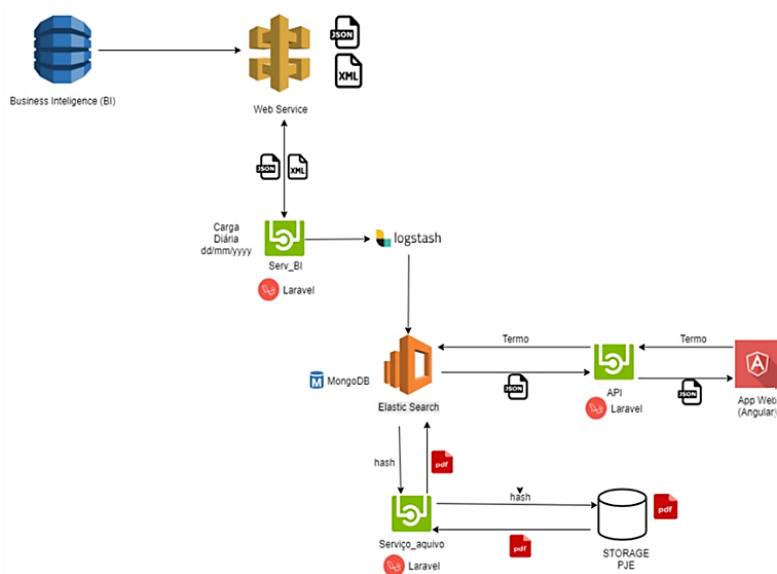 JSON
XML
Business Inteligence (BI)
Web Service
JSON
XML
Carga
Diária
dd/mm/yyyy
logstash
Serv_BI
Laravel
Termo
Termo
MongoDB
JSON
API
JSON
Elastic Search
Laravel
App Web
(Angular)
hash
pdf
hash
pdf
Serviço_aquivo
pdf
STORAGE
PJE
Laravel